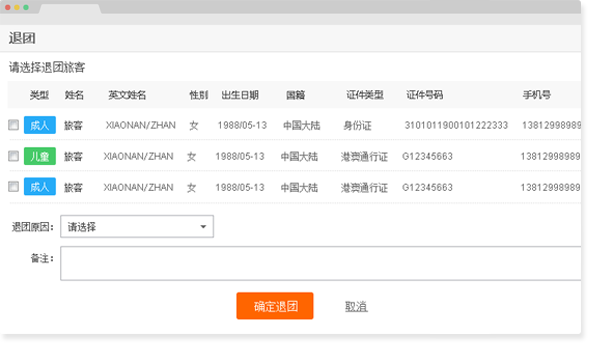 退团
请选择退团旅客
类型 姓名 英文姓名 性别 出生日期 国籍 证件类型 证件号码 手机号
成人 旅客 XIAONAN/ZHAN 女 1988/05-13 中国大陆 身份证 3101011900101222333 13812998989
儿童 旅客 XIAONAN/ZHAN 女 1988/05-13 中国大陆 港澳通行证 G12345663 13812998989
成人 旅客 XIAONAN/ZHAN 女 1988/05-13 中国大陆 港澳通行证 G12345663 13812998989
退团原因: 请选择
备注:
确定退团 取消